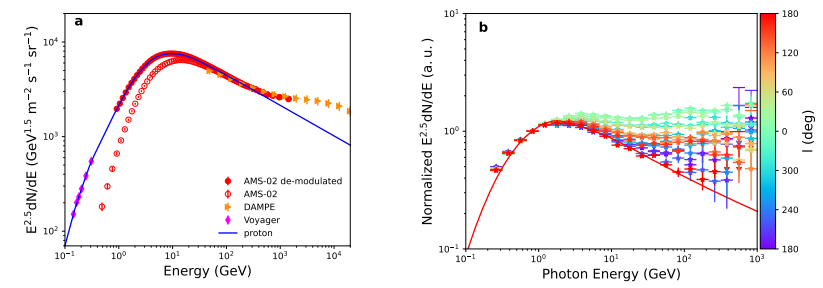 a
E^2.5dN/dE (GeV^1.5 m^−2 s^−1 sr^−1)
10^4
10^3
10^2
AMS-02 de-modulated
AMS-02
DAMPE
Voyager
proton
10^−1 10^0 10^1 10^2 10^3 10^4
Energy (GeV)
b
Normalized E^2.5dN/dE (a. u.)
10^1
10^0
10^−1
10^−1 10^0 10^1 10^2 10^3
Photon Energy (GeV)
180
120
60
0
300
240
180
l (deg)